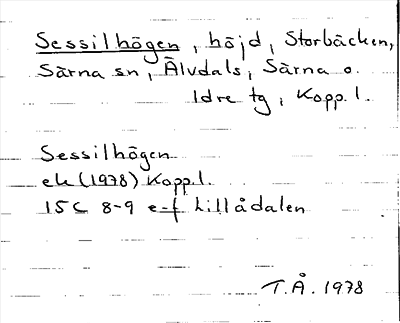 Sessilhögen, höjd, Storbäcken,
Särna sn, Älvdals, Särna o.
Idre tg, Kopp. l.
Sessilhögen
ek (1978) Kopp. l.
15 C 8-9 e-f Lillådalen
T.Å. 1978